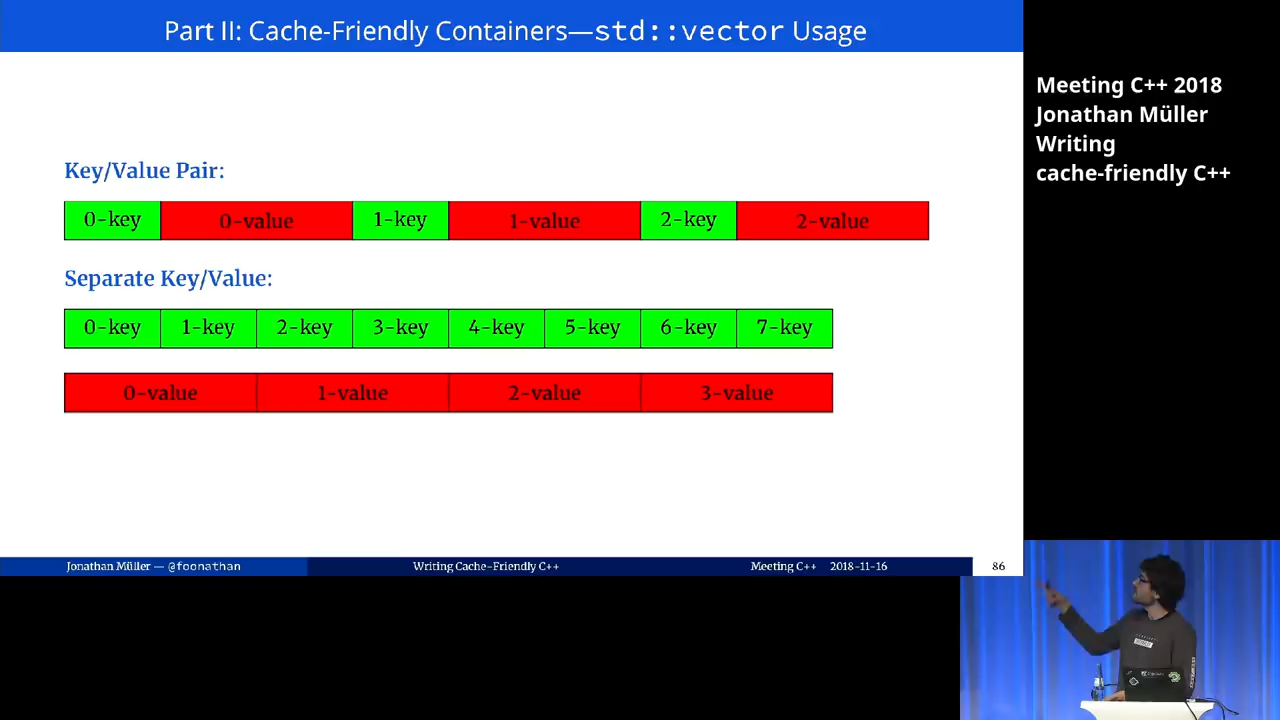 Part II: Cache-Friendly Containers—std::vector Usage
Key/Value Pair:
0-key 0-value 1-key 1-value 2-key 2-value
Separate Key/Value:
0-key 1-key 2-key 3-key 4-key 5-key 6-key 7-key
0-value 1-value 2-value 3-value
Jonathan Müller — @foonathan Writing Cache-Friendly C++ Meeting C++ 2018-11-16 86
Meeting C++ 2018
Jonathan Müller
Writing
cache-friendly C++